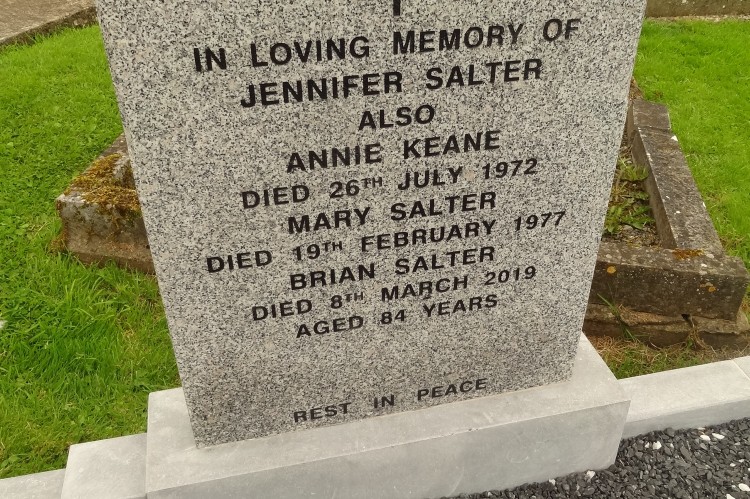 IN LOVING MEMORY OF
JENNIFER SALTER
ALSO
ANNIE KEANE
DIED 26TH JULY 1972
MARY SALTER
DIED 19TH FEBRUARY 1977
BRIAN SALTER
DIED 8TH MARCH 2019
AGED 84 YEARS
REST IN PEACE